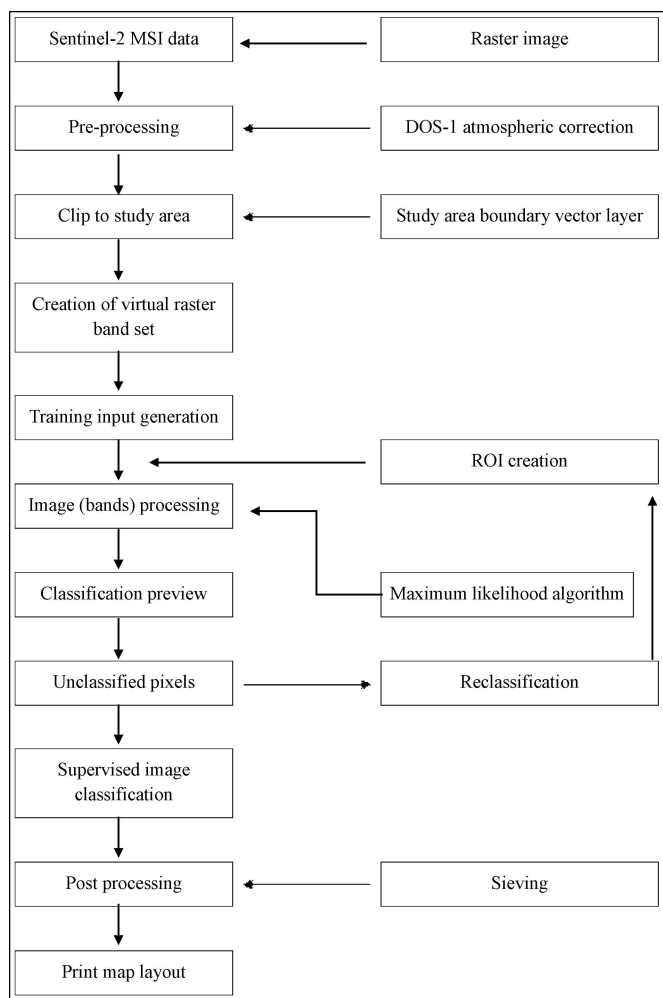 Sentinel-2 MSI data
Raster image
Pre-processing
DOS-1 atmospheric correction
Clip to study area
Study area boundary vector layer
Creation of virtual raster
band set
Training input generation
ROI creation
Image (bands) processing
Classification preview
Maximum likelihood algorithm
Unclassified pixels
Reclassification
Supervised image
classification
Post processing
Sieving
Print map layout